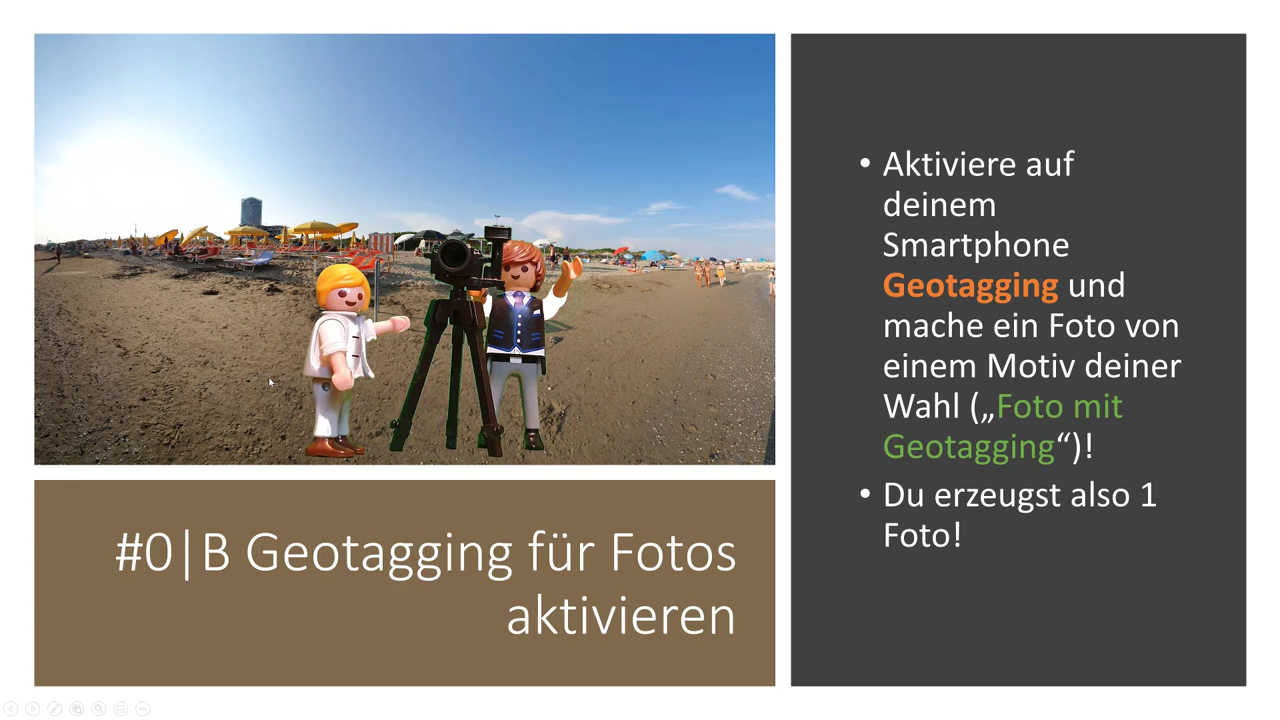 #0|B Geotagging für Fotos
aktivieren
• Aktiviere auf
deinem
Smartphone
Geotagging und
mache ein Foto von
einem Motiv deiner
Wahl („Foto mit
Geotagging“)!
• Du erzeugst also 1
Foto!